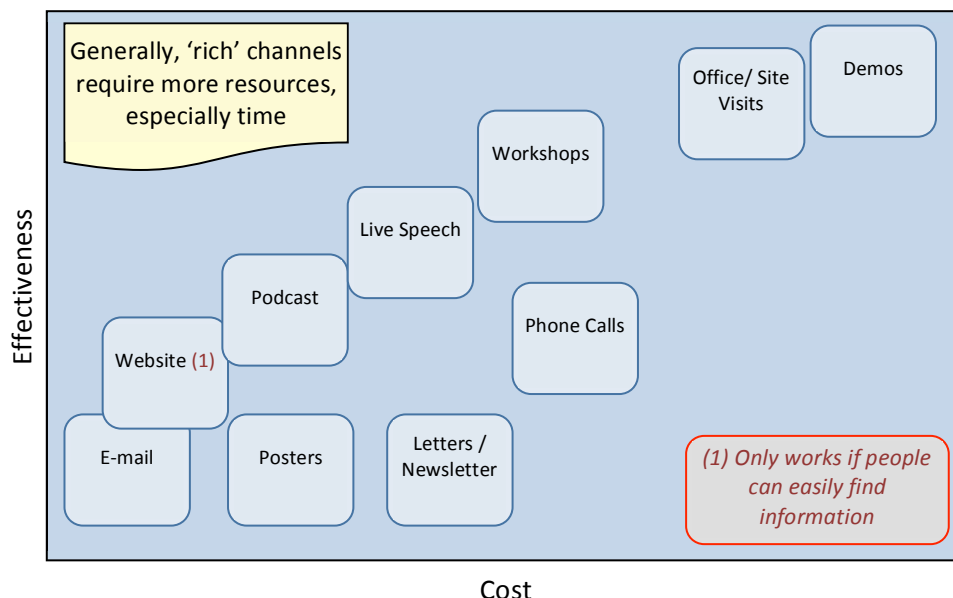 Generally, ‘rich’ channels
require more resources,
especially time
Office/ Site
Visits
Demos
Workshops
Live Speech
Podcast
Phone Calls
Website (1)
E-mail
Posters
Letters /
Newsletter
(1) Only works if people
can easily find
information
Effectiveness
Cost